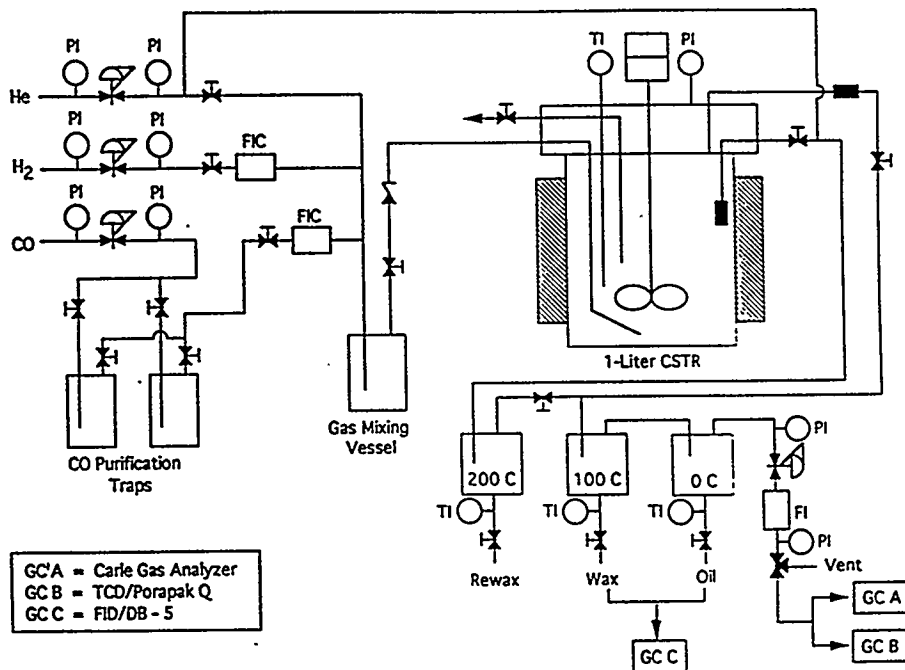 PI
PI
He
PI
PI
H2
FIC
PI
PI
CO
FIC
TI
PI
1-Liter CSTR
Gas Mixing
Vessel
CO Purification
Traps
200 C
100 C
0 C
PI
TI
TI
TI
FI
PI
Rewax
Wax
Oil
Vent
GC A
GC B
GC C
GC'A = Carle Gas Analyzer
GC B = TCD/Porapak Q
GC C = FID/DB - 5